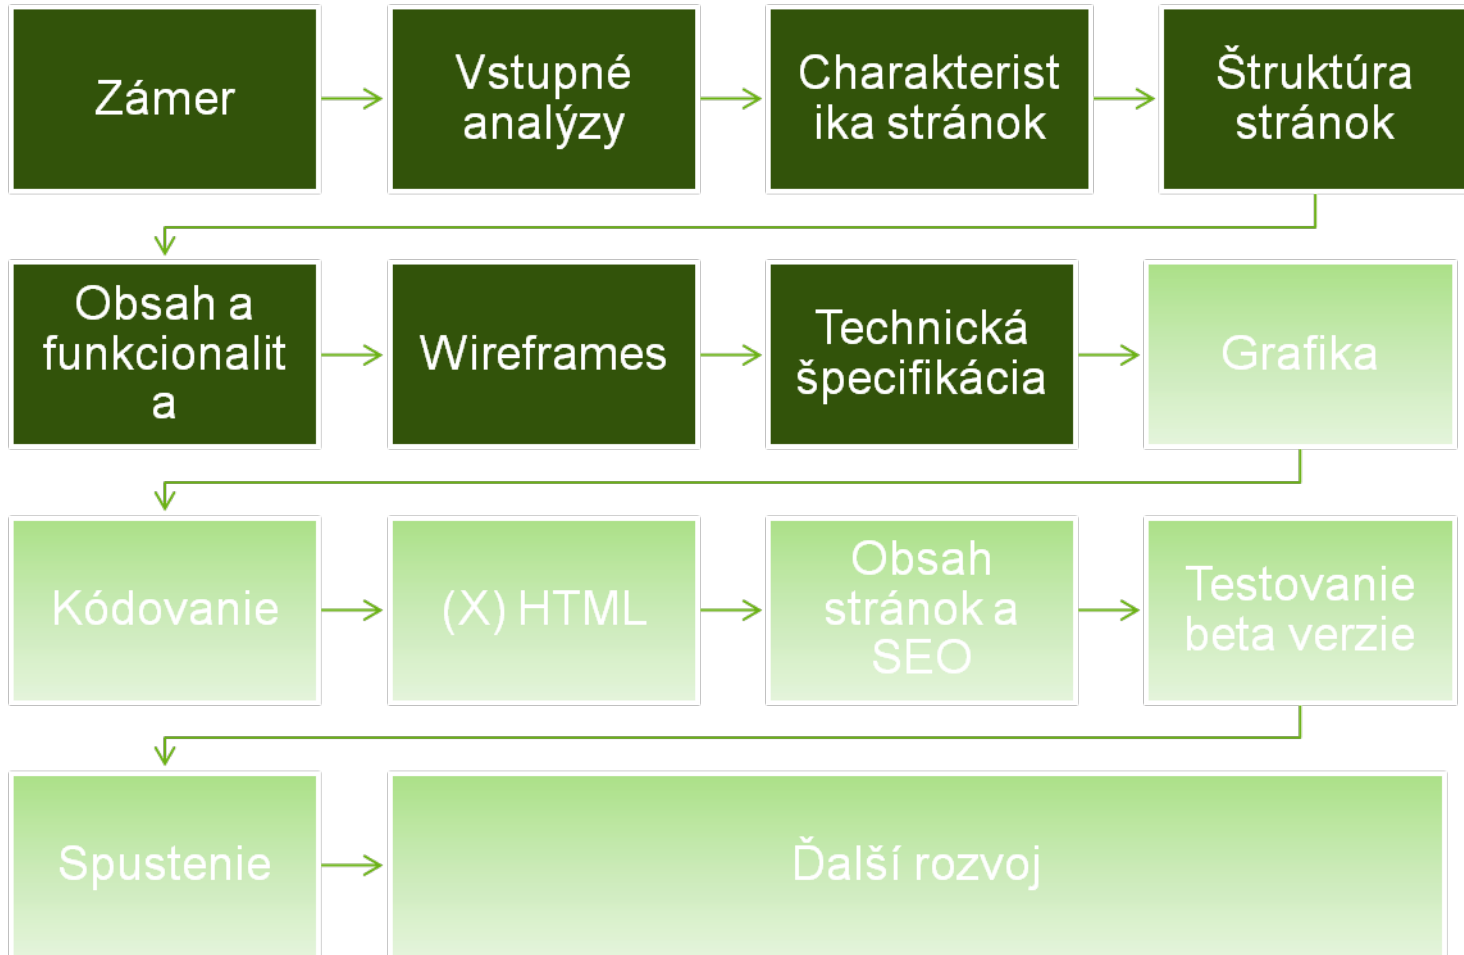 Zámer
Vstupné
analýzy
Charakterist
ika stránok
Štruktúra
stránok
Obsah a
funkcionalit
a
Wireframes
Technická
špecifikácia
Grafika
Kódovanie
(X) HTML
Obsah
stránok a
SEO
Testovanie
beta verzie
Spustenie
Ďalší rozvoj